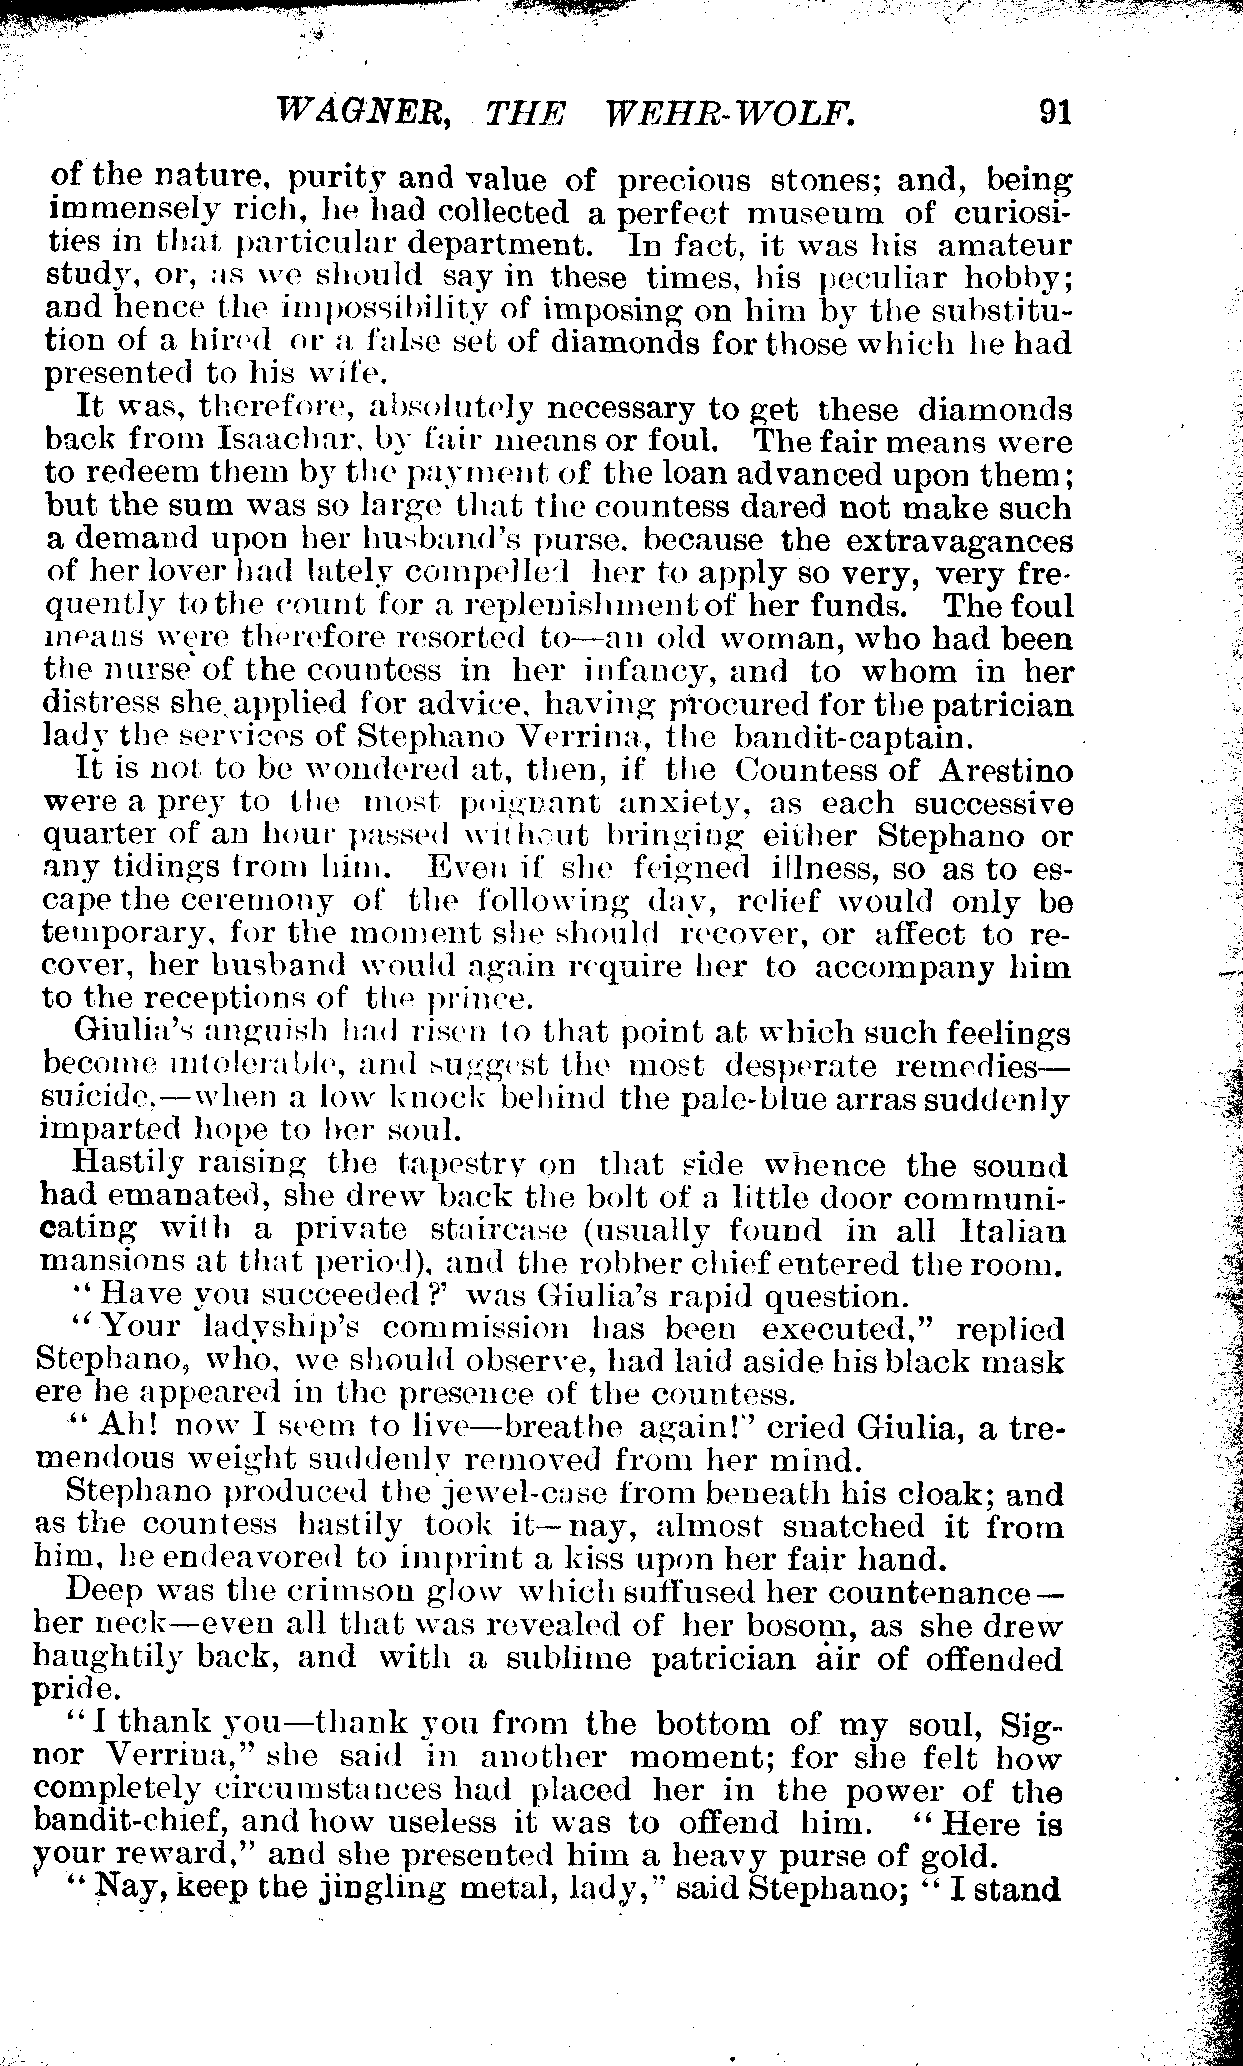 WAGNER, THE WEHR-WOLF. 91
of the nature, purity and value of precious stones; and, being
immensely rich, he had collected a perfect museum of curiosi-
ties in that particular department. In fact, it was his amateur
study, or, as we should say in these times, his peculiar hobby;
and hence the impossibility of imposing on him by the substitu-
tion of a hired or a false set of diamonds for those which he had
presented to his wife.
It was, therefore, absolutely necessary to get these diamonds
back from Isaachar, by fair means or foul. The fair means were
to redeem them by the payment of the loan advanced upon them;
but the sum was so large that the countess dared not make such
a demand upon her husband's purse. because the extravagances
of her lover had lately compelled her to apply so very, very fre-
quently to the count for a replenishment of her funds. The foul
means were therefore resorted to—an old woman, who had been
the nurse of the countess in her infancy, and to whom in her
distress she applied for advice, having procured for the patrician
lady the services of Stephano Verrina, the bandit-captain.
It is not to be wondered at, then, if the Countess of Arestino
were a prey to the most poignant anxiety, as each successive
quarter of an hour passed without bringing either Stephano or
any tidings from him. Even if she feigned illness, so as to es-
cape the ceremony of the following day, relief would only be
temporary, for the moment she should recover, or affect to re-
cover, her husband would again require her to accompany him
to the receptions of the prince.
Giulia's anguish had risen to that point at which such feelings
become intolerable, and suggest the most desperate remedies—
suicide,—when a low knock behind the pale-blue arras suddenly
imparted hope to her soul.
Hastily raising the tapestry on that side whence the sound
had emanated, she drew back the bolt of a little door communi-
cating with a private staircase (usually found in all Italian
mansions at that period), and the robber chief entered the room.
"Have you succeeded?' was Giulia's rapid question.
"Your ladyship's commission has been executed," replied
Stephano, who, we should observe, had laid aside his black mask
ere he appeared in the presence of the countess.
"Ah! now I seem to live—breathe again!" cried Giulia, a tre-
mendous weight suddenly removed from her mind.
Stephano produced the jewel-case from beneath his cloak; and
as the countess hastily took it—nay, almost snatched it from
him, he endeavored to imprint a kiss upon her fair hand.
Deep was the crimson glow which suffused her countenance—
her neck—even all that was revealed of her bosom, as she drew
haughtily back, and with a sublime patrician air of offended
pride.
"I thank you—thank you from the bottom of my soul, Sig-
nor Verrina," she said in another moment; for she felt how
completely circumstances had placed her in the power of the
bandit-chief, and how useless it was to offend him. "Here is
your reward," and she presented him a heavy purse of gold.
"Nay, keep the jingling metal, lady," said Stephano; "I stand